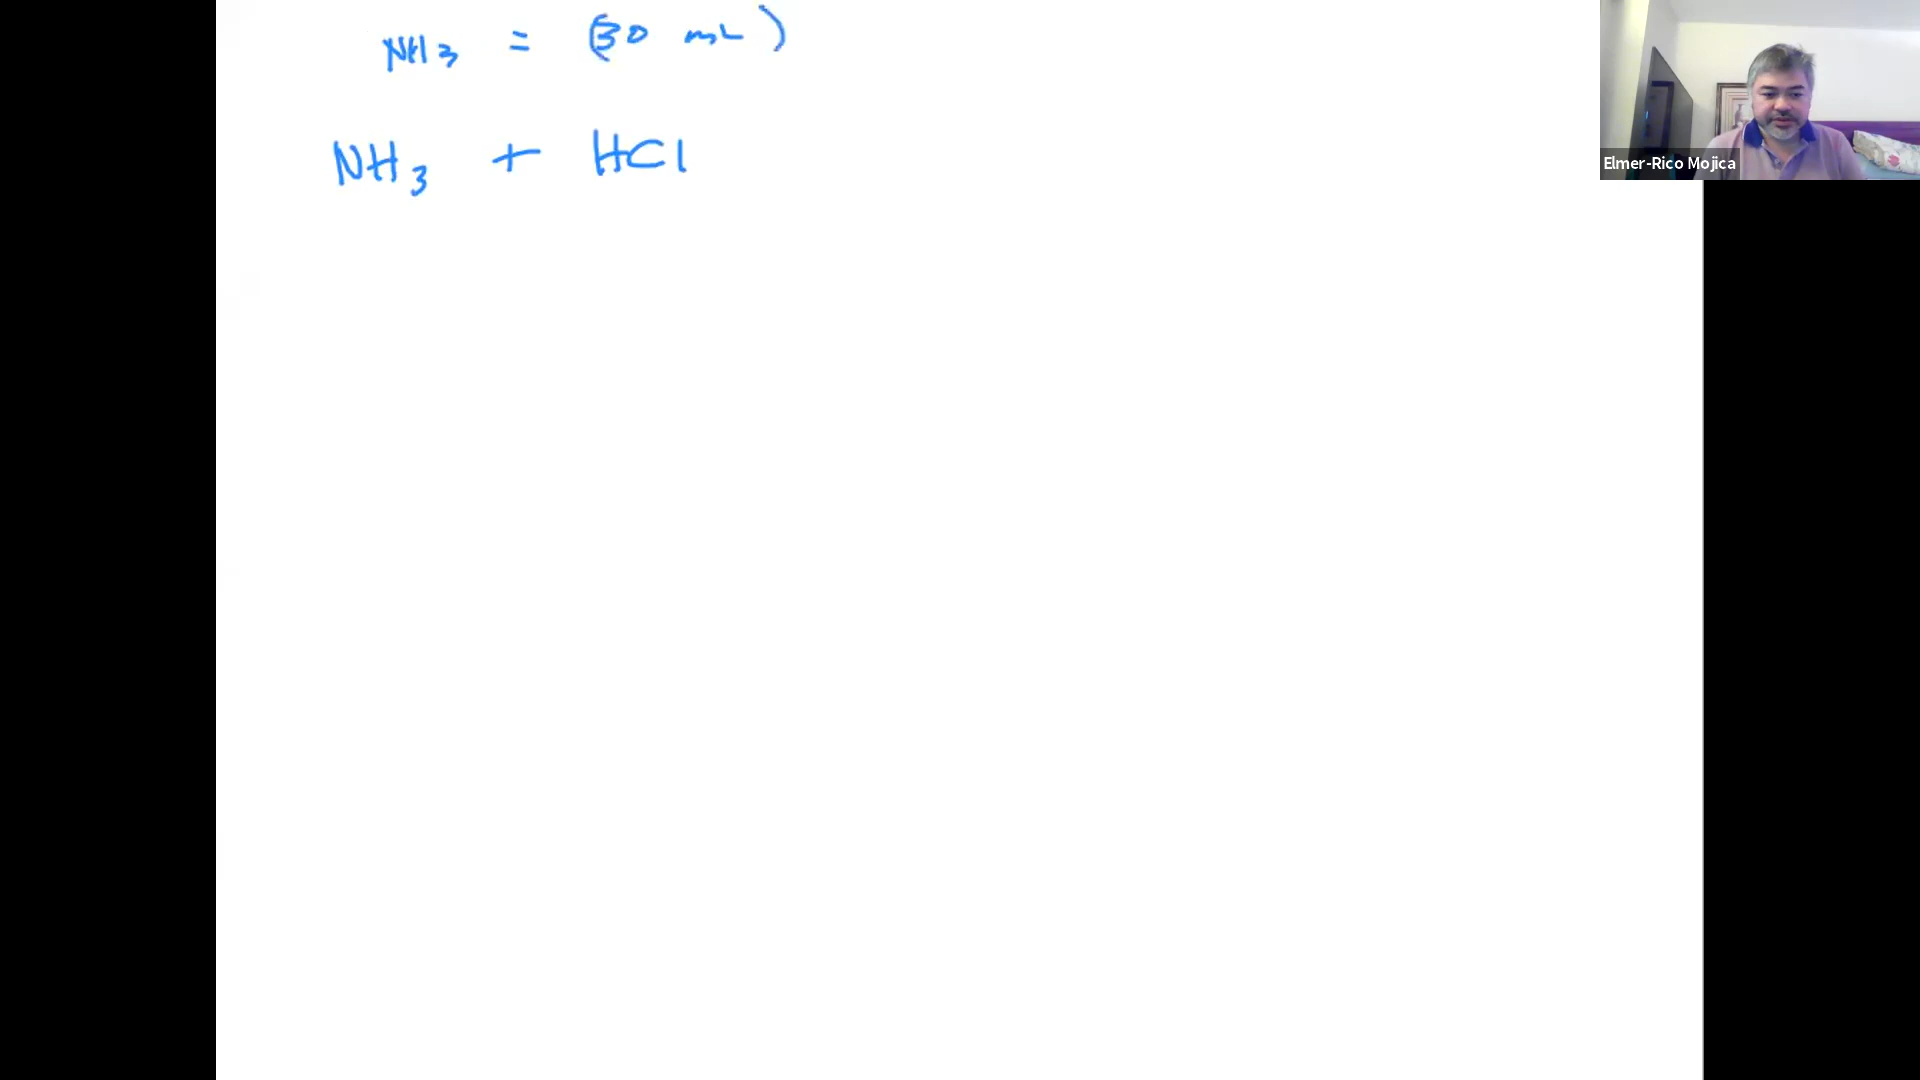 NH3 = (30 mL )
NH3 + HCl
Elmer-Rico Mojica